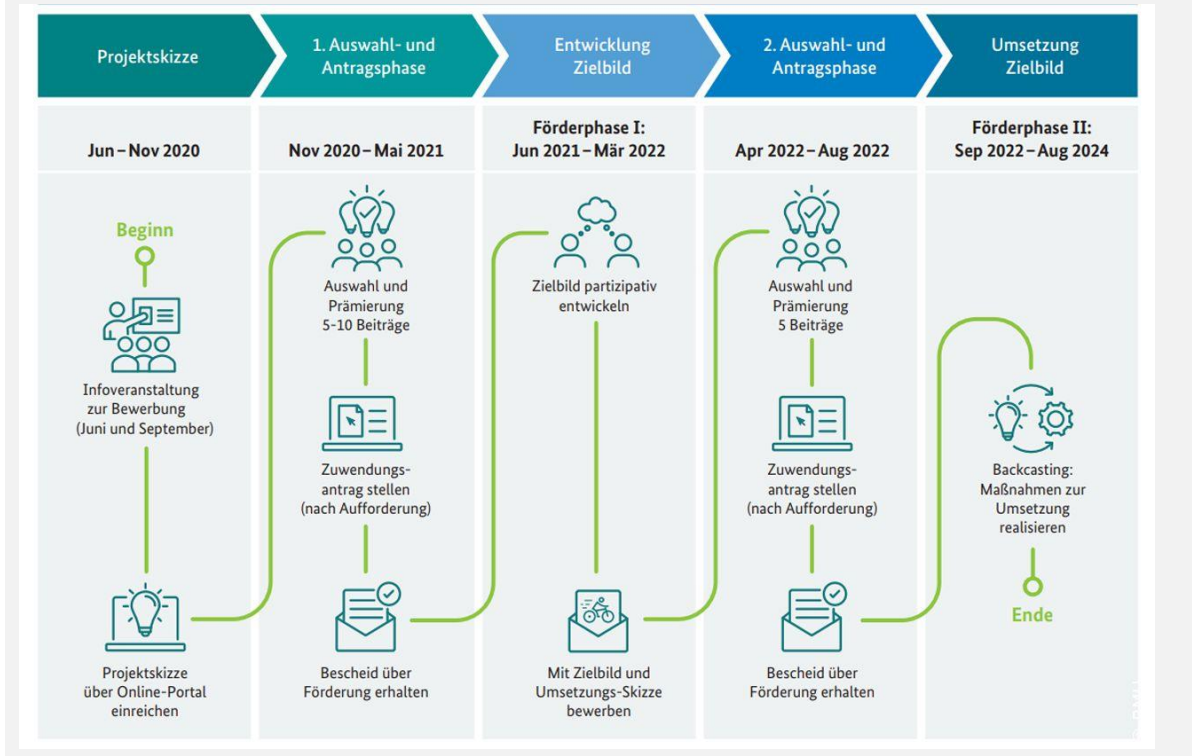 Projektskizze
1. Auswahl- und
Antragsphase
Entwicklung
Zielbild
2. Auswahl- und
Antragsphase
Umsetzung
Zielbild
Jun – Nov 2020
Nov 2020 – Mai 2021
Förderphase I:
Jun 2021 – Mär 2022
Apr 2022 – Aug 2022
Förderphase II:
Sep 2022 – Aug 2024
Beginn
Infoveranstaltung
zur Bewerbung
(Juni und September)
Projektskizze
über Online-Portal
einreichen
Auswahl und
Prämierung
5-10 Beiträge
Zuwendungs-
antrag stellen
(nach Aufforderung)
Bescheid über
Förderung erhalten
Zielbild partizipativ
entwickeln
Mit Zielbild und
Umsetzungs-Skizze
bewerben
Auswahl und
Prämierung
5 Beiträge
Zuwendungs-
antrag stellen
(nach Aufforderung)
Bescheid über
Förderung erhalten
Backcasting:
Maßnahmen zur
Umsetzung
realisieren
Ende